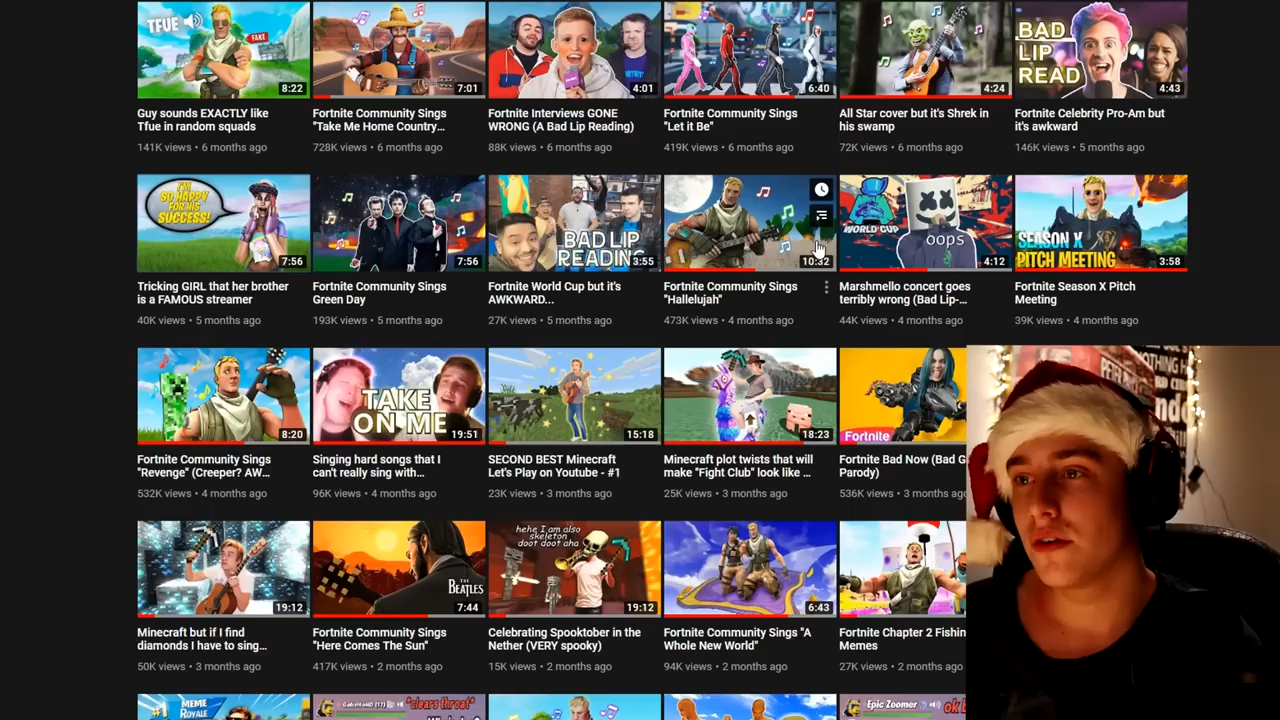 TFUE
FAKE
8:22
7:01
4:01
6:40
4:24
BAD
LIP
READ
4:43
Guy sounds EXACTLY like
Tfue in random squads
141K views • 6 months ago
Fortnite Community Sings
"Take Me Home Country...
728K views • 6 months ago
Fortnite Interviews GONE
WRONG (A Bad Lip Reading)
88K views • 6 months ago
Fortnite Community Sings
"Let it Be"
419K views • 6 months ago
All Star cover but it's Shrek in
his swamp
72K views • 6 months ago
Fortnite Celebrity Pro-Am but
it's awkward
146K views • 5 months ago
I'M
SO HAPPY
FOR HIS
SUCCESS!
7:56
7:56
BAD LIP
READING
3:55
10:32
WORLD CUP
oops
4:12
SEASON X
PITCH MEETING
3:58
Tricking GIRL that her brother
is a FAMOUS streamer
40K views • 5 months ago
Fortnite Community Sings
Green Day
193K views • 5 months ago
Fortnite World Cup but it's
AWKWARD...
27K views • 5 months ago
Fortnite Community Sings
"Hallelujah"
473K views • 4 months ago
Marshmello concert goes
terribly wrong (Bad Lip-...
44K views • 4 months ago
Fortnite Season X Pitch
Meeting
39K views • 4 months ago
8:20
TAKE
ON ME
19:51
15:18
18:23
Fortnite
Fortnite Community Sings
"Revenge" (Creeper? AW...
532K views • 4 months ago
Singing hard songs that I
can't really sing with...
96K views • 4 months ago
SECOND BEST Minecraft
Let's Play on Youtube - #1
23K views • 3 months ago
Minecraft plot twists that will
make "Fight Club" look like ...
25K views • 3 months ago
Fortnite Bad Now (Bad G
Parody)
536K views • 3 months ago
19:12
THE
BEATLES
7:44
hehe I am also
skeleton
doot doot aha
19:12
6:43
Minecraft but if I find
diamonds I have to sing...
50K views • 3 months ago
Fortnite Community Sings
"Here Comes The Sun"
417K views • 2 months ago
Celebrating Spooktober in the
Nether (VERY spooky)
15K views • 2 months ago
Fortnite Community Sings "A
Whole New World"
94K views • 2 months ago
Fortnite Chapter 2 Fishin
Memes
27K views • 2 months ago
#1
MEME
ROYALE
*clears throat*
Epic Zoomer